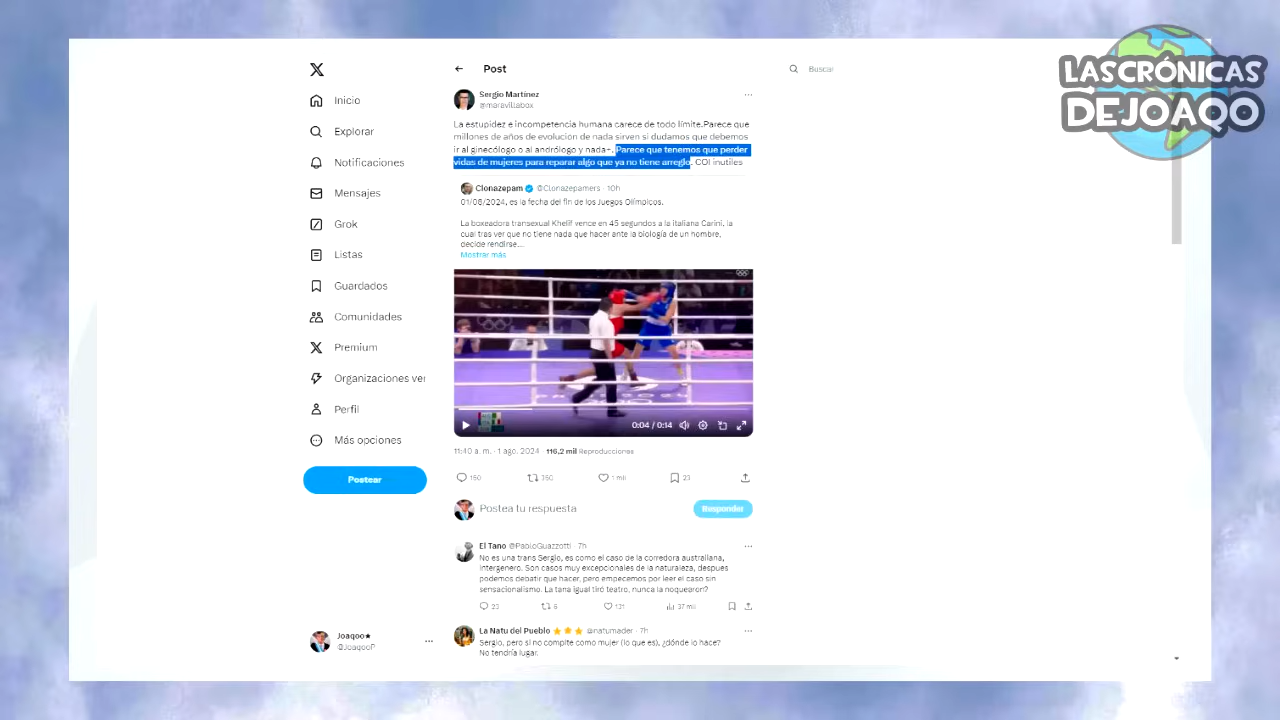 LAS CRÓNICAS
DE JOAQO
Post
Buscar
Inicio
Explorar
Notificaciones
Mensajes
Grok
Listas
Guardados
Comunidades
Premium
Organizaciones ver
Perfil
Más opciones
Postear
Joaqoo★
@JoaqooP
Sergio Martínez
@maravillabox
La estupidez e incompetencia humana carece de todo límite.Parece que
millones de años de evolucion de nada sirven si dudamos que debemos
ir al ginecólogo o al andrólogo y nada+. Parece que tenemos que perder
vidas de mujeres para reparar algo que ya no tiene arreglo. COI inutiles
Clonazepam @Clonazepamers · 10h
01/08/2024, es la fecha del fin de los Juegos Olímpicos.
La boxeadora transexual Khelif vence en 45 segundos a la italiana Carini, la
cual tras ver que no tiene nada que hacer ante la biología de un hombre,
decide rendirse....
Mostrar más
0:04 / 0:14
11:40 a. m. · 1 ago. 2024 · 116,2 mil Reproducciones
150 350 1 mil 23
Postea tu respuesta
Responder
El Tano @PabloGuazzotti · 7h
No es una trans Sergio, es como el caso de la corredora australiana,
intergenero. Son casos muy excepcionales de la naturaleza, despues
podemos debatir que hacer, pero empecemos por leer el caso sin
sensacionalismo. La tana igual tiró teatro, nunca la noquearon?
23 6 131 37 mil
La Natu del Pueblo @natumader · 7h
Sergio, pero si no compite como mujer (lo que es), ¿dónde lo hace?
No tendría lugar.